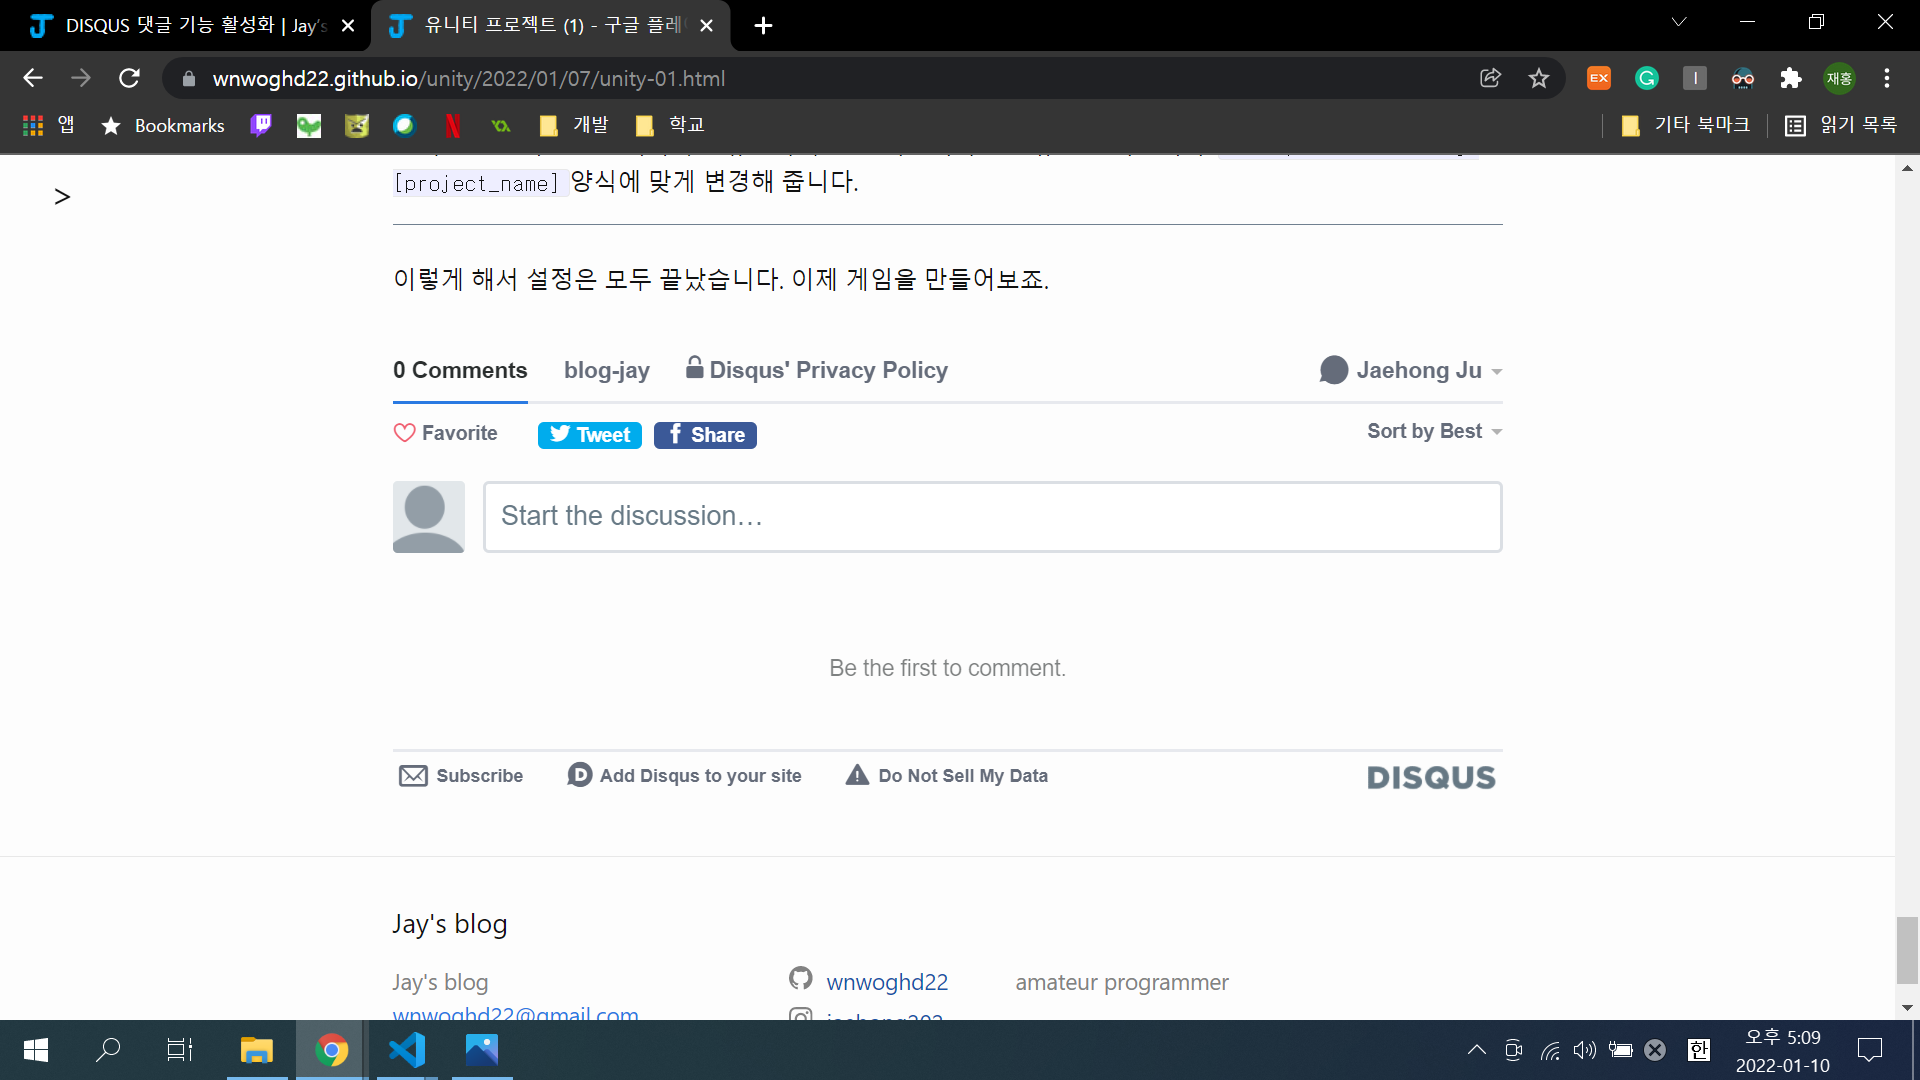 DISQUS 댓글 기능 활성화 | Jay's
유니티 프로젝트 (1) - 구글 플레
wnwoghd22.github.io/unity/2022/01/07/unity-01.html
EX
재홍
앱
Bookmarks
개발
학교
기타 북마크
읽기 목록
>
[project_name] 양식에 맞게 변경해 줍니다.
이렇게 해서 설정은 모두 끝났습니다. 이제 게임을 만들어보죠.
0 Comments
blog-jay
Disqus' Privacy Policy
Jaehong Ju
Favorite
Tweet
Share
Sort by Best
Start the discussion…
Be the first to comment.
Subscribe
Add Disqus to your site
Do Not Sell My Data
DISQUS
Jay's blog
Jay's blog
wnwoghd22
amateur programmer
wnwoghd22@gmail.com
한
오후 5:09
2022-01-10